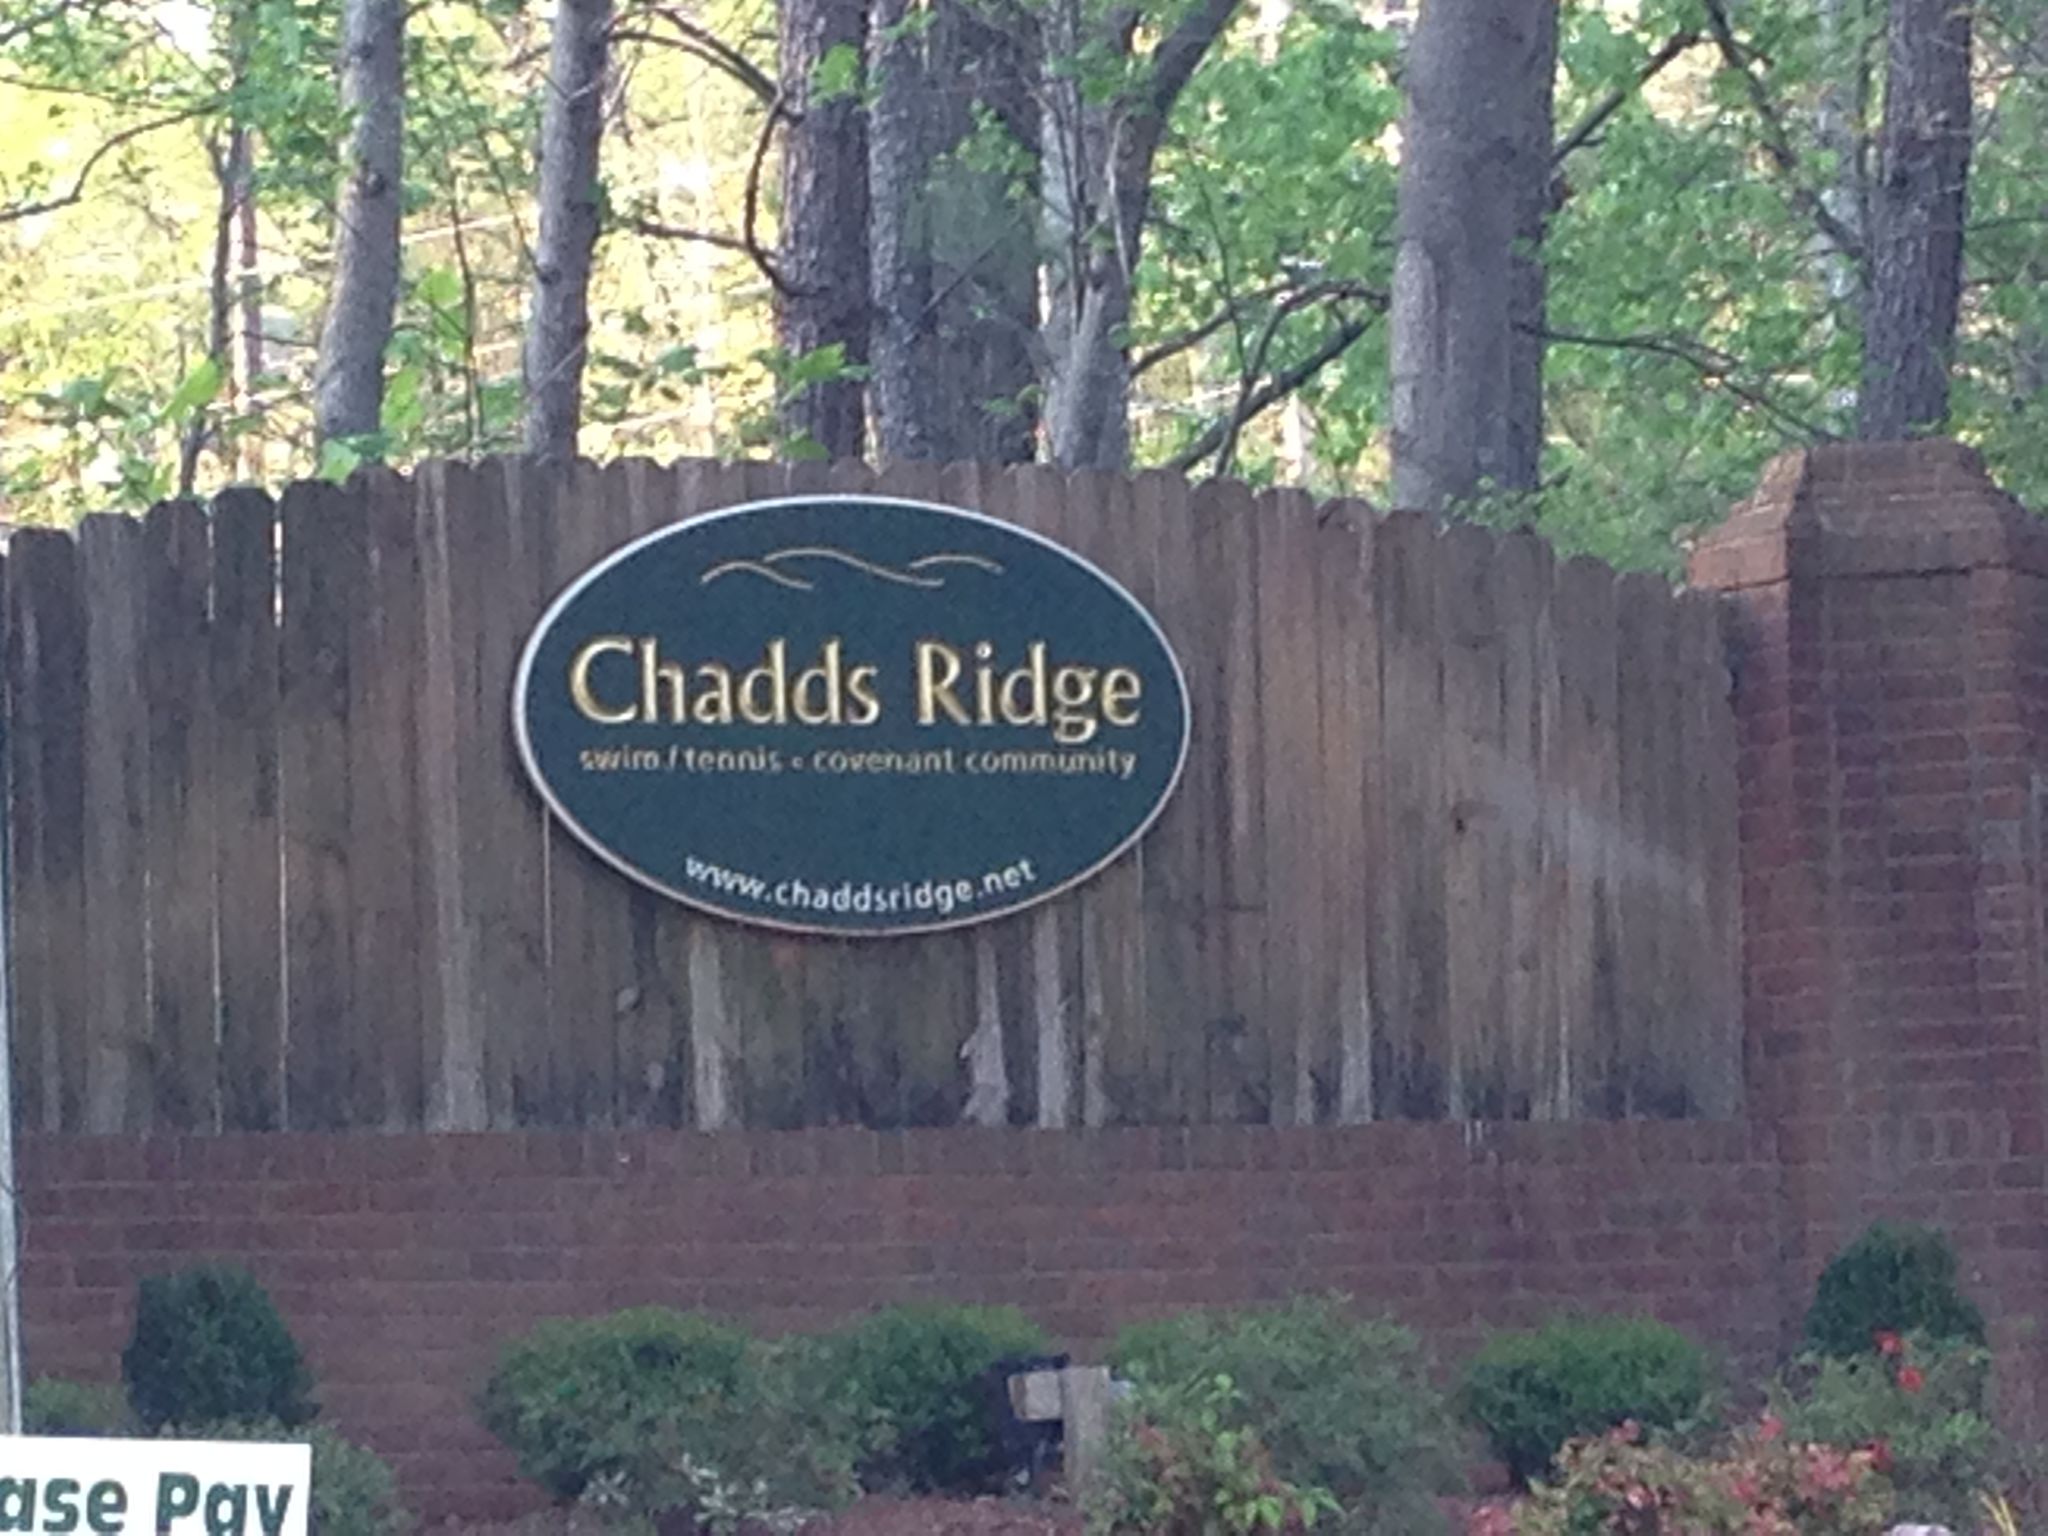 Chadds Ridge
swim/tennis • covenant community
www.chaddsridge.net
ase Pay